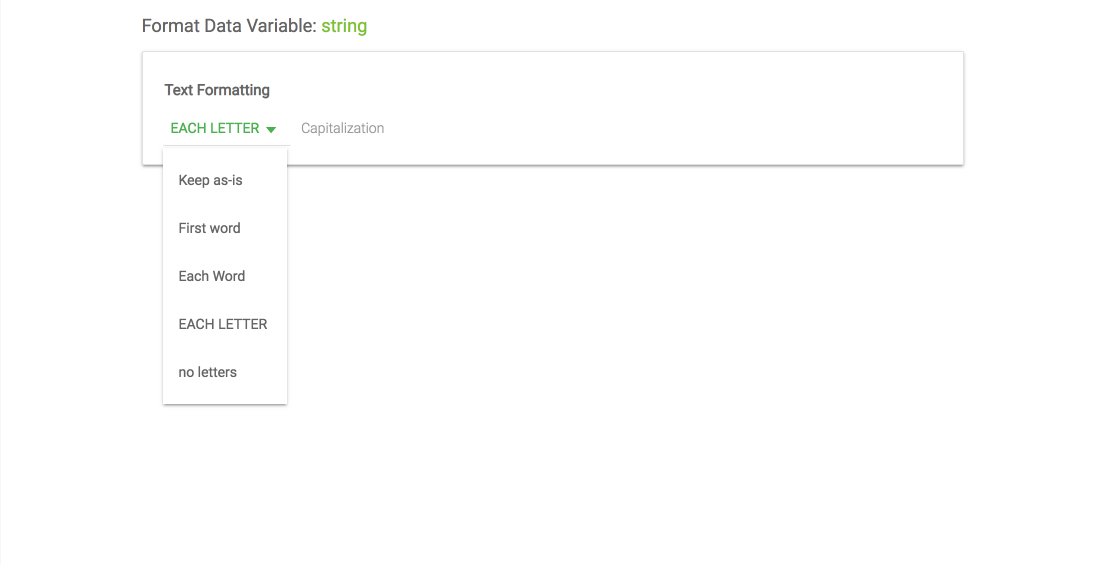 Format Data Variable: string
Text Formatting
EACH LETTER Capitalization
Keep as-is
First word
Each Word
EACH LETTER
no letters